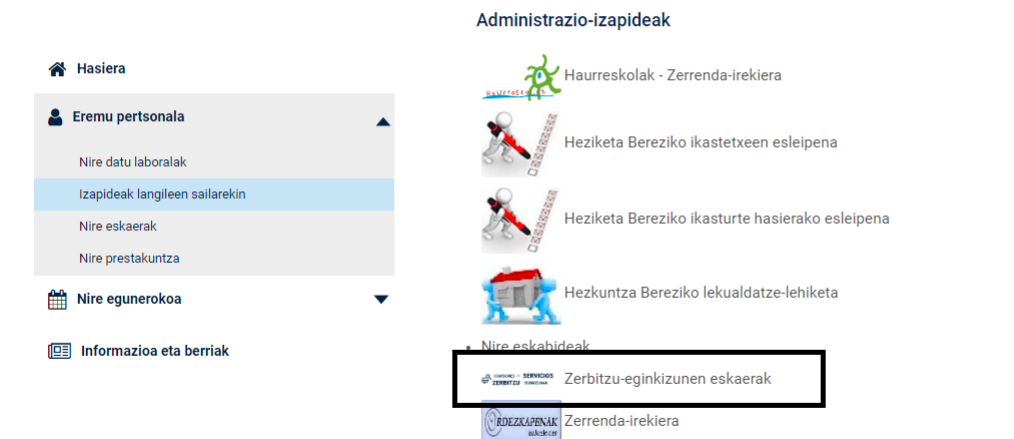 Administrazio-izapideak
Hasiera
Eremu pertsonala
Nire datu laboralak
Izapideak langileen sailarekin
Nire eskaerak
Nire prestakuntza
Nire egunerokoa
Informazioa eta berriak
Haurreskolak - Zerrenda-irekiera
Heziketa Bereziko ikastetxeen esleipena
Heziketa Bereziko ikasturte hasierako esleipena
Hezkuntza Bereziko lekualdatze-lehiketa
Nire eskabideak
SERVICIOS
ZERBITZU
Zerbitzu-eginkizunen eskaerak
ORDEZKAPENAK
Zerrenda-irekiera